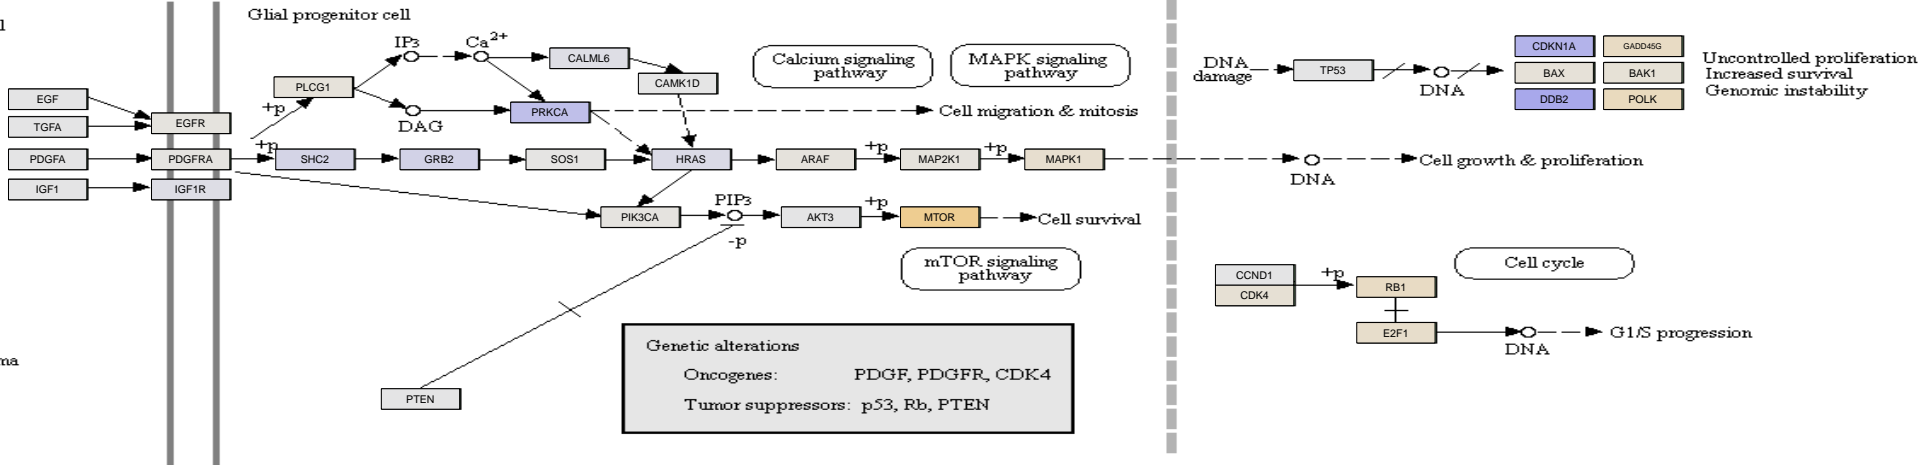 l
Glial progenitor cell
IP3
Ca2+
CALML6
CAMK1D
Calcium signaling
pathway
MAPK signaling
pathway
PLCG1
+p
DAG
PRKCA
Cell migration & mitosis
EGF
TGFA
PDGFA
IGF1
EGFR
PDGFRA
IGF1R
+p
SHC2
GRB2
SOS1
HRAS
ARAF
+p
MAP2K1
+p
MAPK1
DNA
Cell growth & proliferation
PIK3CA
PIP3
-p
AKT3
+p
MTOR
Cell survival
mTOR signaling
pathway
PTEN
ma
Genetic alterations
Oncogenes: PDGF, PDGFR, CDK4
Tumor suppressors: p53, Rb, PTEN
DNA
damage
TP53
DNA
CDKN1A
GADD45G
BAX
BAK1
DDB2
POLK
Uncontrolled proliferation
Increased survival
Genomic instability
CCND1
CDK4
+p
RB1
E2F1
Cell cycle
DNA
G1/S progression